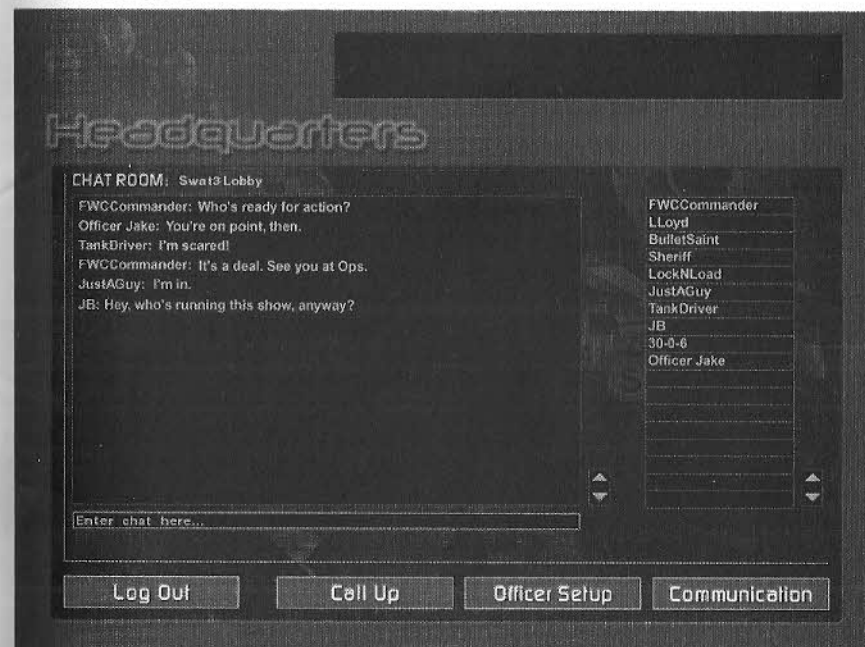 Headquarters
CHAT ROOM: Swat3 Lobby
FWCCommander: Who's ready for action?
Officer Jake: You're on point, then.
TankDriver: I'm scared!
FWCCommander: It's a deal. See you at Ops.
JustAGuy: I'm in.
JB: Hey, who's running this show, anyway?
Enter chat here...
FWCCommander
LLoyd
BulletSaint
Sheriff
LockNLoad
JustAGuy
TankDriver
JB
30-0-6
Officer Jake
Log Out
Call Up
Officer Setup
Communication